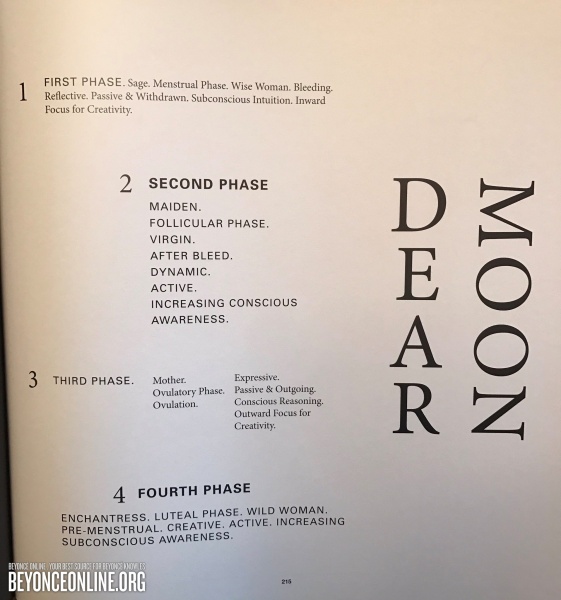 1 FIRST PHASE. Sage. Menstrual Phase. Wise Woman. Bleeding.
Reflective. Passive & Withdrawn. Subconscious Intuition. Inward
Focus for Creativity.
2 SECOND PHASE
MAIDEN.
FOLLICULAR PHASE.
VIRGIN.
AFTER BLEED.
DYNAMIC.
ACTIVE.
INCREASING CONSCIOUS
AWARENESS.
DEAR
MOON
3 THIRD PHASE.
Mother.
Ovulatory Phase.
Ovulation.
Expressive.
Passive & Outgoing.
Conscious Reasoning.
Outward Focus for
Creativity.
4 FOURTH PHASE
ENCHANTRESS. LUTEAL PHASE. WILD WOMAN.
PRE-MENSTRUAL. CREATIVE. ACTIVE. INCREASING
SUBCONSCIOUS AWARENESS.
215
BEYONCE ONLINE | YOUR BEST SOURCE FOR BEYONCE KNOWLES
BEYONCEONLINE.ORG